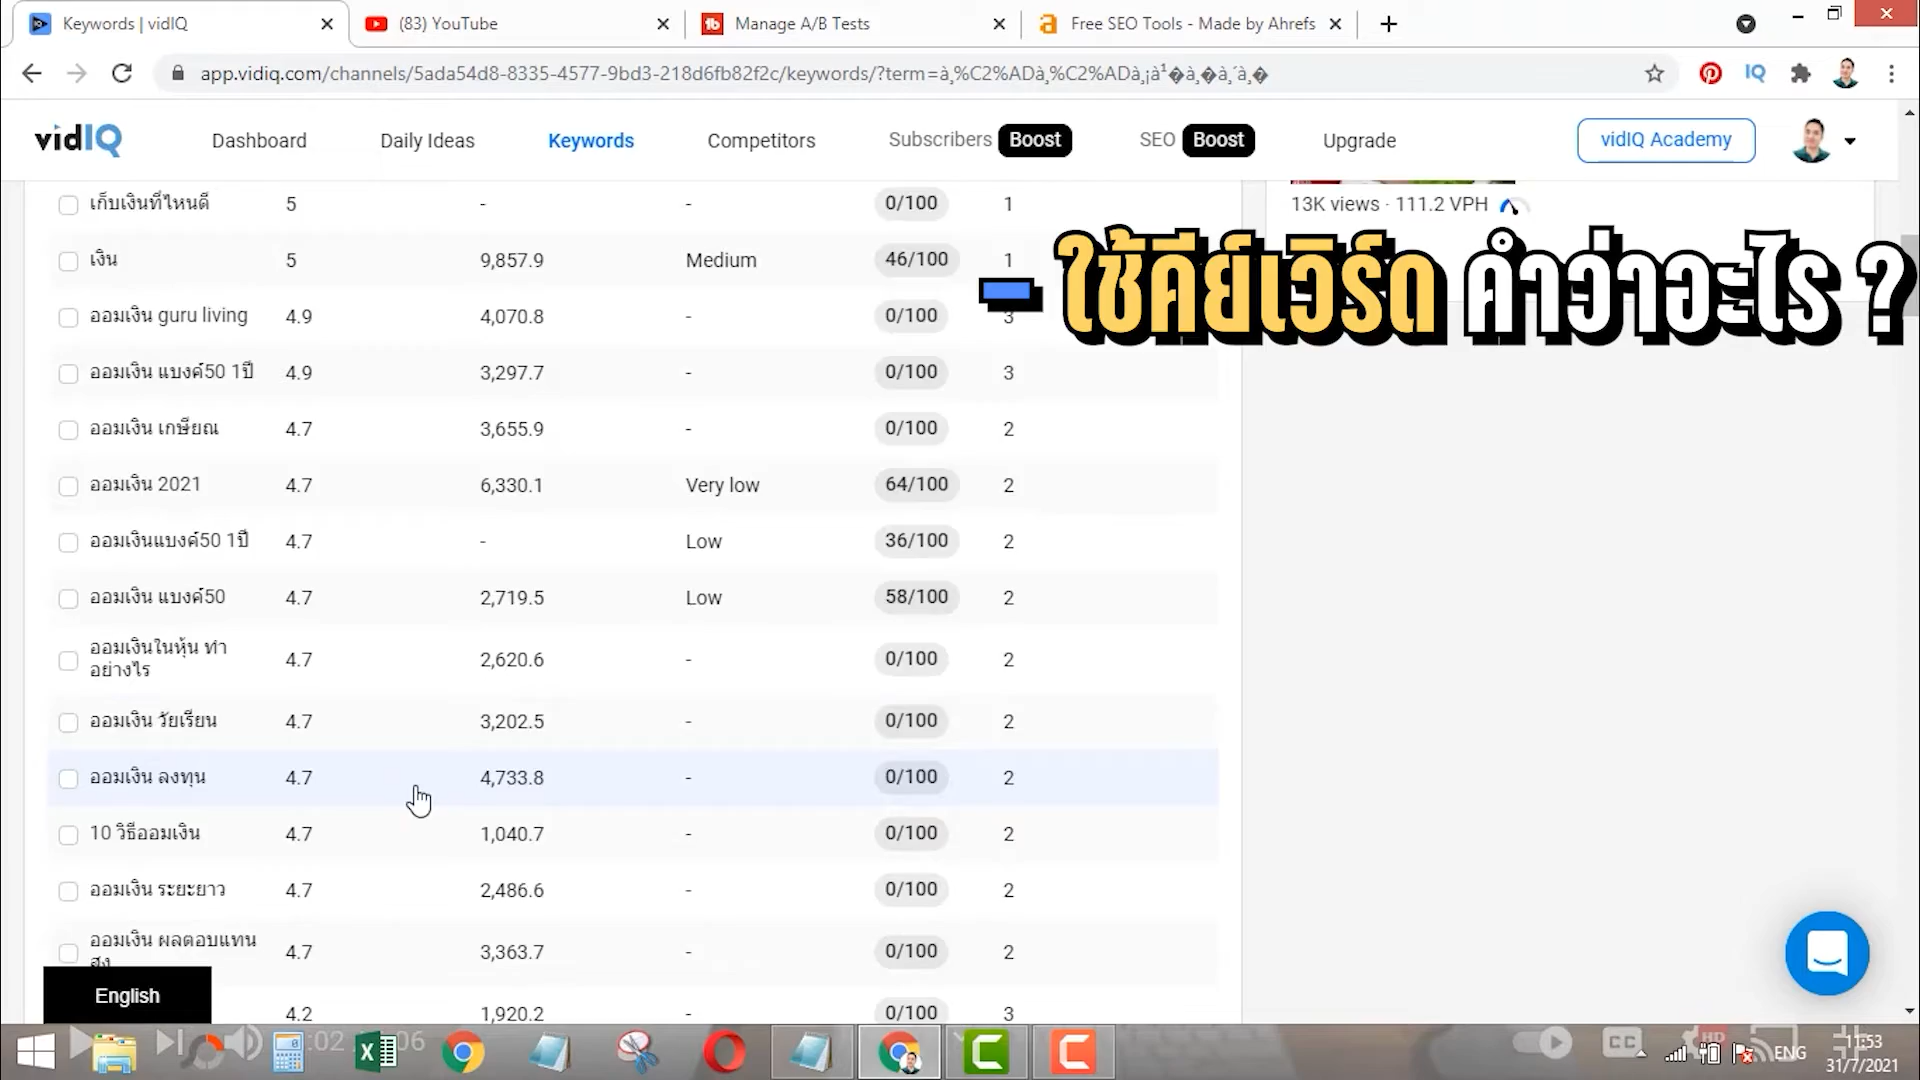 Keywords | vidIQ
(83) YouTube
Manage A/B Tests
Free SEO Tools - Made by Ahrefs
vidIQ
Dashboard
Daily Ideas
Keywords
Competitors
Subscribers Boost
SEO Boost
Upgrade
vidIQ Academy
เก็บเงินที่ไหนดี 5 - - 0/100 1
13K views · 111.2 VPH
เงิน 5 9,857.9 Medium 46/100 1
- ใช้คีย์เวิร์ด คำว่าอะไร ?
ออมเงิน guru living 4.9 4,070.8 - 0/100 3
ออมเงิน แบงค์50 1ปี 4.9 3,297.7 - 0/100 3
ออมเงิน เกษียณ 4.7 3,655.9 - 0/100 2
ออมเงิน 2021 4.7 6,330.1 Very low 64/100 2
ออมเงินแบงค์50 1ปี 4.7 - Low 36/100 2
ออมเงิน แบงค์50 4.7 2,719.5 Low 58/100 2
ออมเงินในหุ้น ทำ
อย่างไร 4.7 2,620.6 - 0/100 2
ออมเงิน วัยเรียน 4.7 3,202.5 - 0/100 2
ออมเงิน ลงทุน 4.7 4,733.8 - 0/100 2
10 วิธีออมเงิน 4.7 1,040.7 - 0/100 2
ออมเงิน ระยะยาว 4.7 2,486.6 - 0/100 2
ออมเงิน ผลตอบแทน
สูง 4.7 3,363.7 - 0/100 2
English
4.2 1,920.2 - 0/100 3
ENG
11:53
31/7/2021